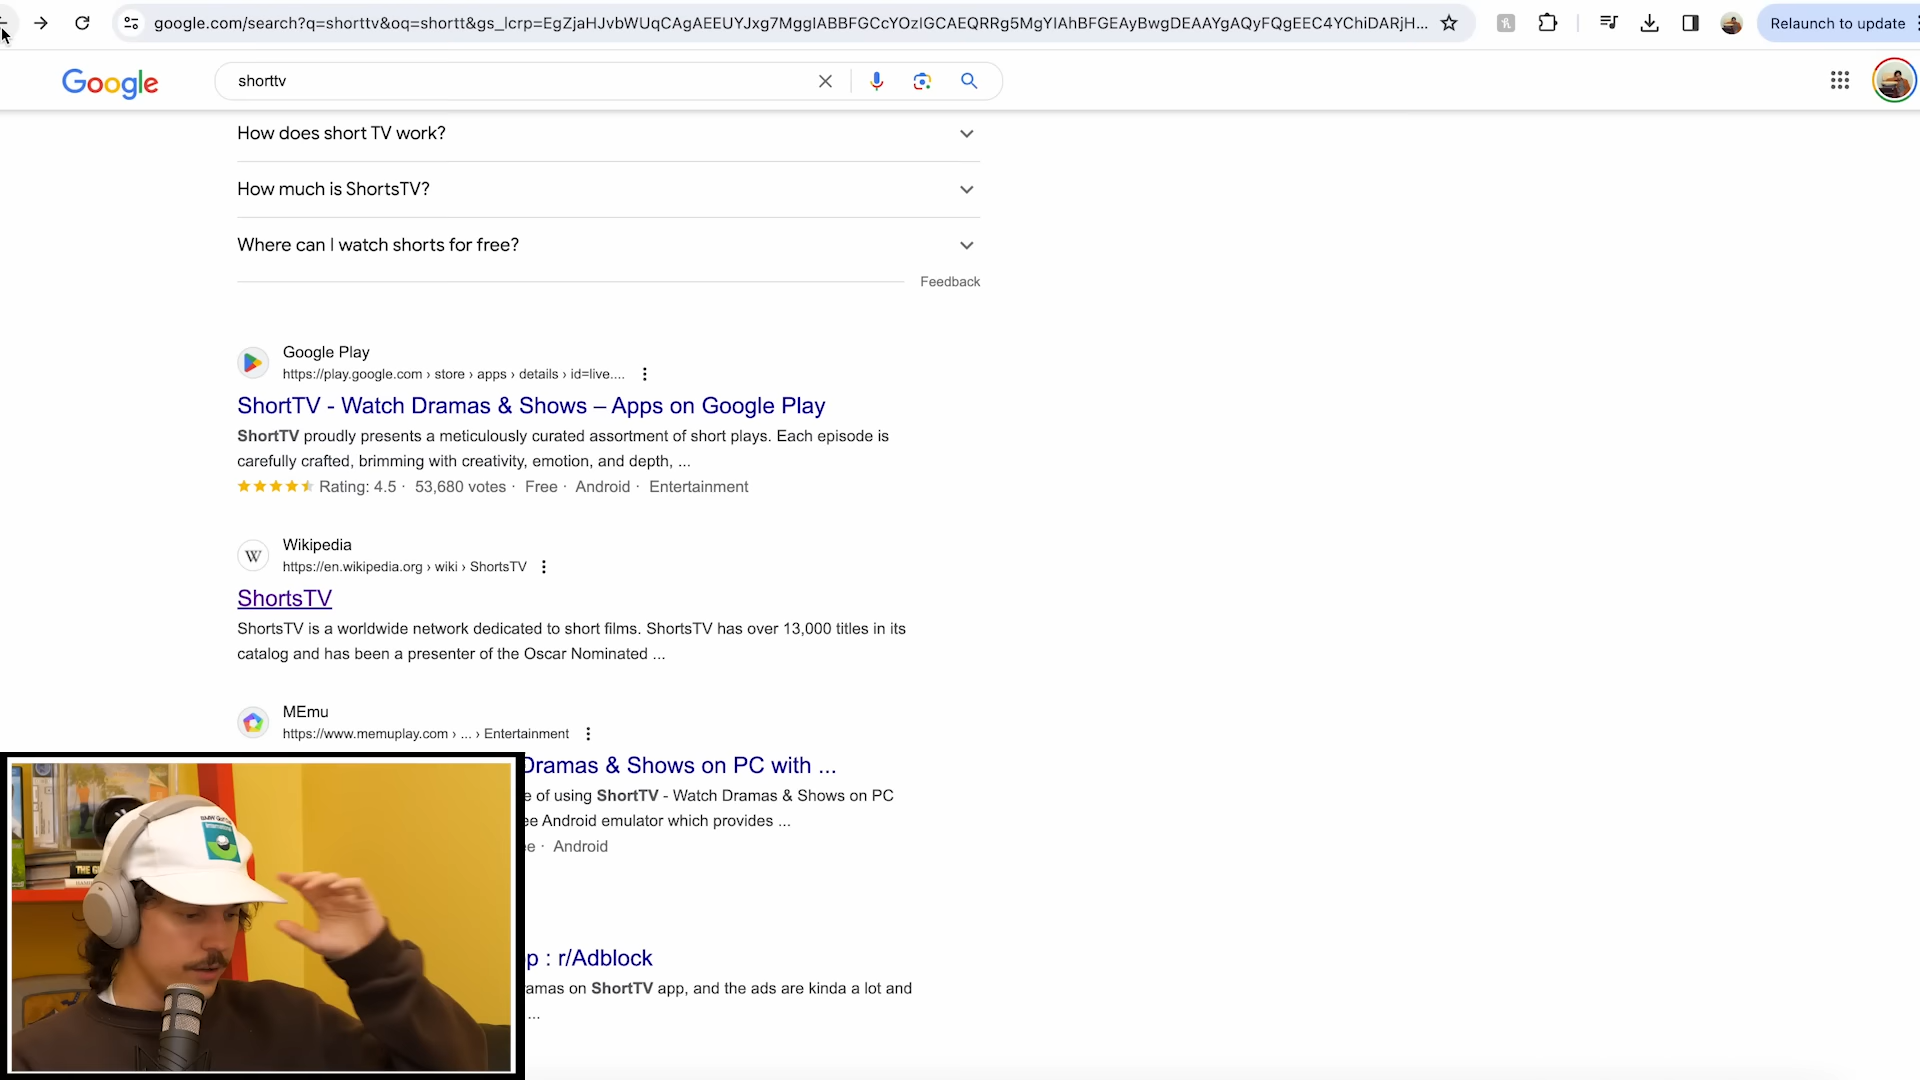 google.com/search?q=shorttv&oq=shortt&gs_lcrp=EgZjaHJvbWUqCAgAEEUYJxg7MggIABBFGCcYOzIGCAEQRRg5MgYIAhBFGEAyBwgDEAAYgAQyFQgEEC4YChiDARjH...
Relaunch to update
Google
shorttv
How does short TV work?
How much is ShortsTV?
Where can I watch shorts for free?
Feedback
Google Play
https://play.google.com › store › apps › details › id=live....
ShortTV - Watch Dramas & Shows – Apps on Google Play
ShortTV proudly presents a meticulously curated assortment of short plays. Each episode is
carefully crafted, brimming with creativity, emotion, and depth, ...
Rating: 4.5 · 53,680 votes · Free · Android · Entertainment
W
Wikipedia
https://en.wikipedia.org › wiki › ShortsTV
ShortsTV
ShortsTV is a worldwide network dedicated to short films. ShortsTV has over 13,000 titles in its
catalog and has been a presenter of the Oscar Nominated ...
MEmu
https://www.memuplay.com › ... › Entertainment
Dramas & Shows on PC with ...
e of using ShortTV - Watch Dramas & Shows on PC
ee Android emulator which provides ...
e · Android
p : r/Adblock
amas on ShortTV app, and the ads are kinda a lot and
...